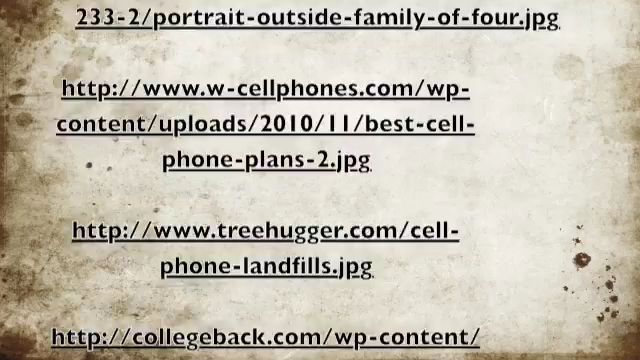 233-2/portrait-outside-family-of-four.jpg
http://www.w-cellphones.com/wp-
content/uploads/2010/11/best-cell-
phone-plans-2.jpg
http://www.treehugger.com/cell-
phone-landfills.jpg
http://collegeback.com/wp-content/